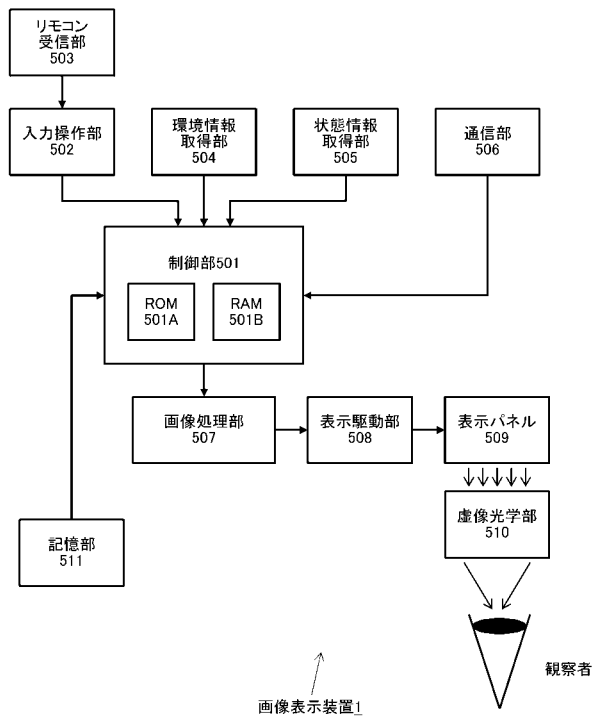 リモコン
受信部
503
入力操作部
502
環境情報
取得部
504
状態情報
取得部
505
通信部
506
制御部501
ROM
501A
RAM
501B
画像処理部
507
表示駆動部
508
表示パネル
509
虚像光学部
510
記憶部
511
観察者
画像表示装置1